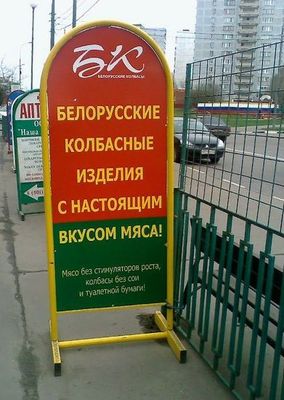 БК
БЕЛОРУССКИЕ КОЛБАСЫ
БЕЛОРУССКИЕ
КОЛБАСНЫЕ
ИЗДЕЛИЯ
С НАСТОЯЩИМ
ВКУСОМ МЯСА!
Мясо без стимуляторов роста,
колбасы без сои
и туалетной бумаги!
АПТ
"Наша